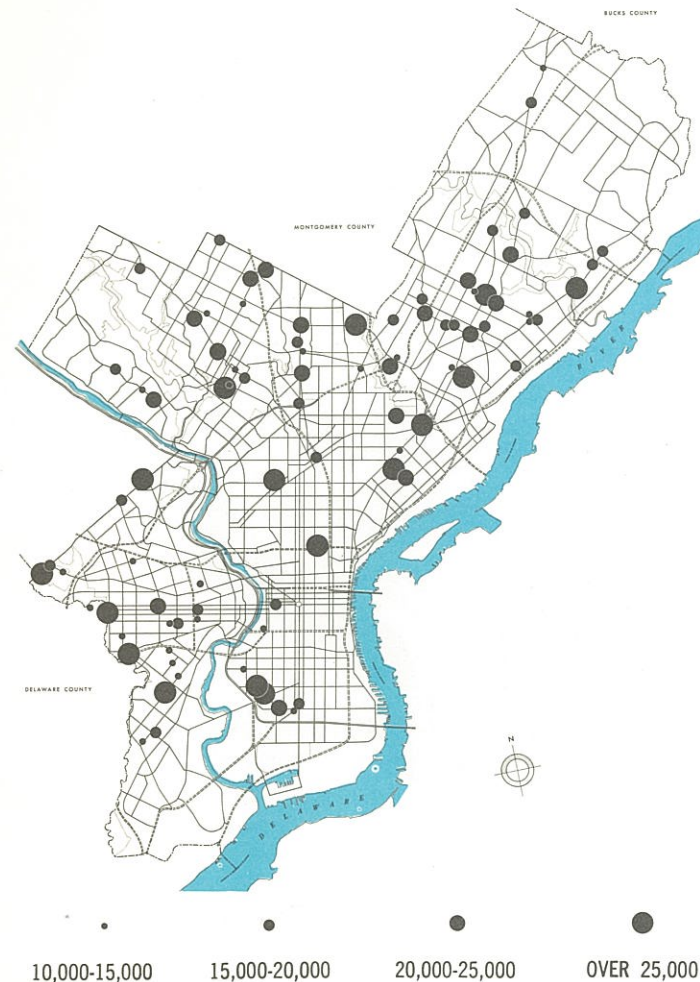 BUCKS COUNTY
MONTGOMERY COUNTY
RIVER
DELAWARE COUNTY
N
DELAWARE
10,000-15,000
15,000-20,000
20,000-25,000
OVER 25,000